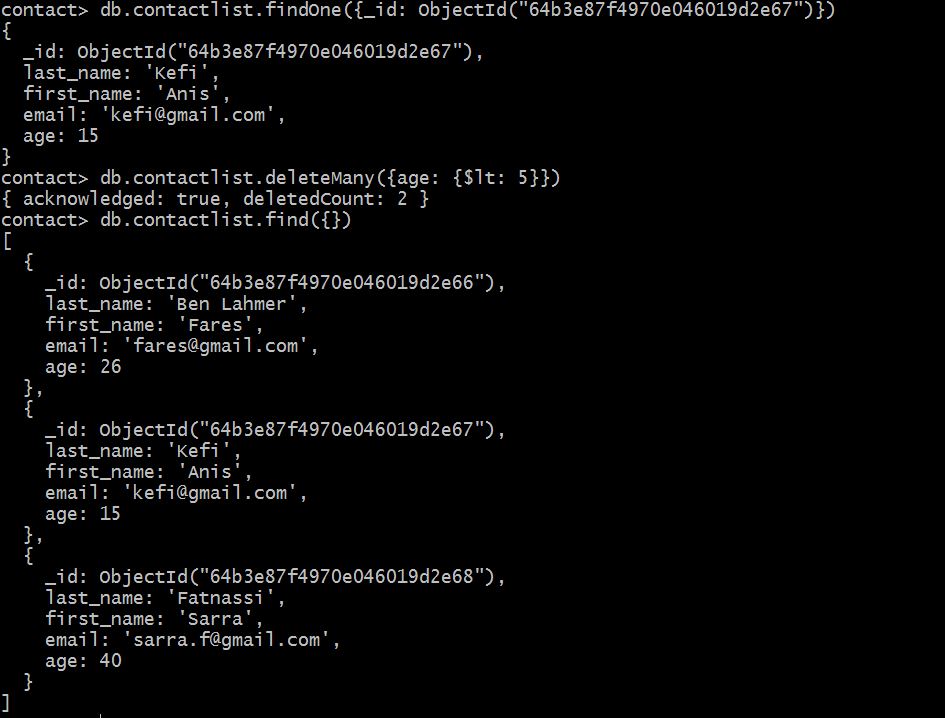 contact> db.contactlist.findOne({_id: ObjectId("64b3e87f4970e046019d2e67")})
{
  _id: ObjectId("64b3e87f4970e046019d2e67"),
  last_name: 'Kefi',
  first_name: 'Anis',
  email: 'kefi@gmail.com',
  age: 15
}
contact> db.contactlist.deleteMany({age: {$lt: 5}})
{ acknowledged: true, deletedCount: 2 }
contact> db.contactlist.find({})
[
  {
    _id: ObjectId("64b3e87f4970e046019d2e66"),
    last_name: 'Ben Lahmer',
    first_name: 'Fares',
    email: 'fares@gmail.com',
    age: 26
  },
  {
    _id: ObjectId("64b3e87f4970e046019d2e67"),
    last_name: 'Kefi',
    first_name: 'Anis',
    email: 'kefi@gmail.com',
    age: 15
  },
  {
    _id: ObjectId("64b3e87f4970e046019d2e68"),
    last_name: 'Fatnassi',
    first_name: 'Sarra',
    email: 'sarra.f@gmail.com',
    age: 40
  }
]